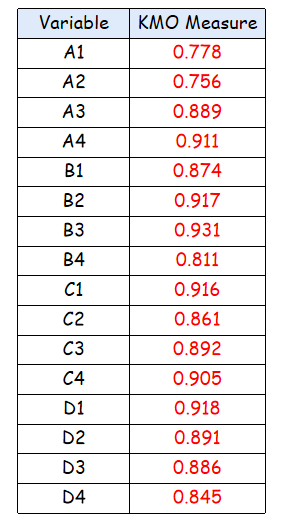 Variable KMO Measure
A1 0.778
A2 0.756
A3 0.889
A4 0.911
B1 0.874
B2 0.917
B3 0.931
B4 0.811
C1 0.916
C2 0.861
C3 0.892
C4 0.905
D1 0.918
D2 0.891
D3 0.886
D4 0.845